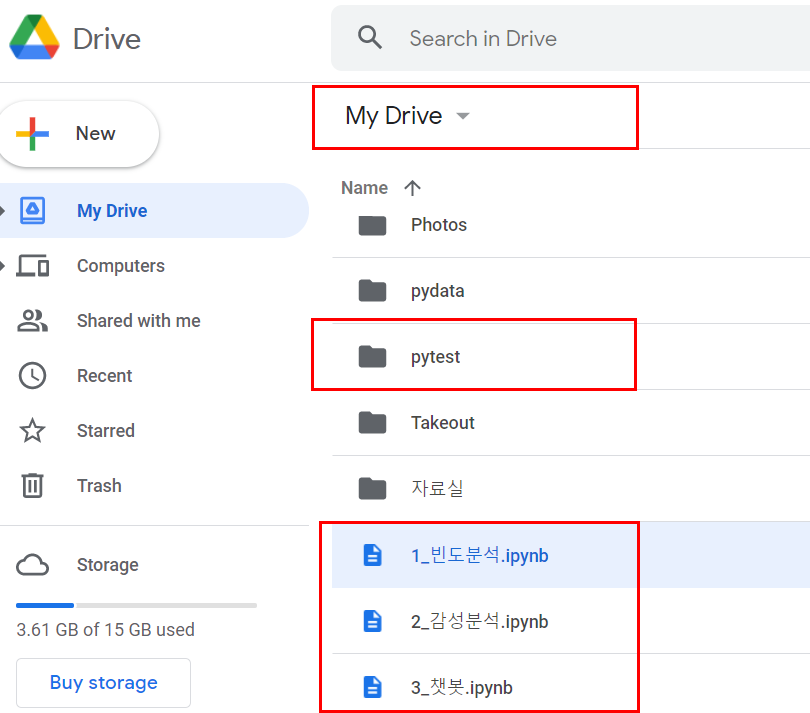 Drive
Search in Drive
New
My Drive
Computers
Shared with me
Recent
Starred
Trash
Storage
3.61 GB of 15 GB used
Buy storage
My Drive
Name
Photos
pydata
pytest
Takeout
자료실
1_빈도분석.ipynb
2_감성분석.ipynb
3_챗봇.ipynb